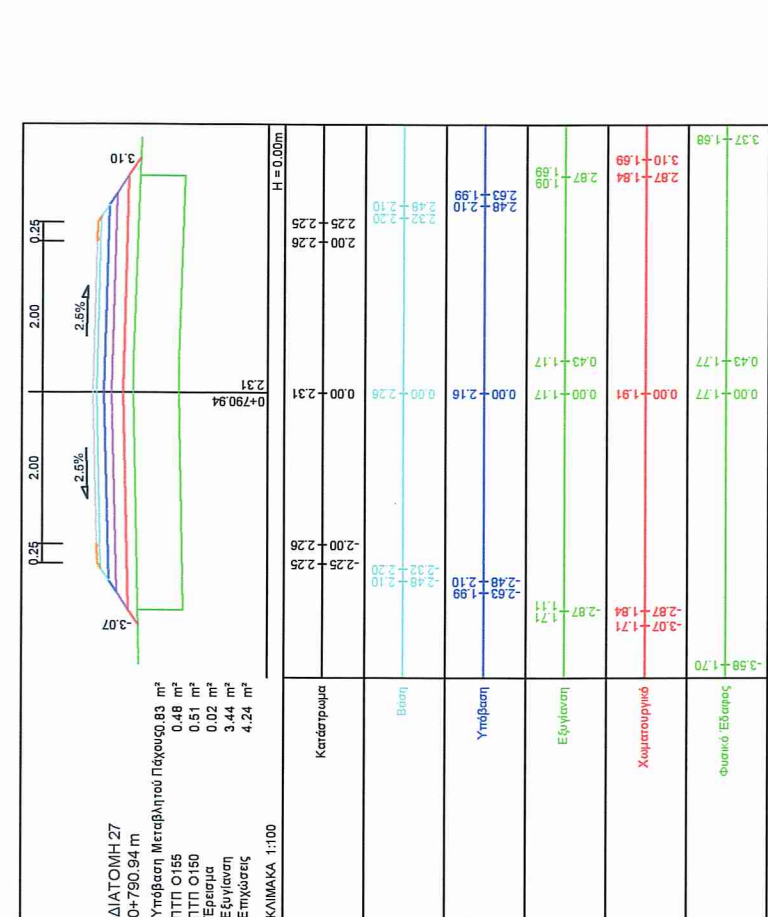 ΔΙΑΤΟΜΗ 27
0+790.94 m
Υπόβαση Μεταβλητού Πάχους 0.83 m²
ΠΤΠ Ο155 0.48 m²
ΠΤΠ Ο150 0.51 m²
Έρεισμα 0.02 m²
Εξυγίανση 3.44 m²
Επιχώσεις 4.24 m²
ΚΛΙΜΑΚΑ 1:100
0.25 2.00 2.00 0.25
2.5% 2.5%
-3.07 3.10
0+790.94 2.31
H = 0.00m
Κατάστρωμα
2.25 2.26 2.31 2.26 2.25
-2.25 -2.00 0.00 2.00 2.25
Βάση
2.10 2.20 2.26 2.20 2.10
-2.48 -2.32 0.00 2.32 2.48
Υπόβαση
1.99 2.10 2.16 2.10 1.99
-2.63 -2.48 0.00 2.48 2.63
Εξυγίανση
1.71 1.11 1.17 1.17 1.09 1.69
-2.87 0.00 0.43 2.87
Χωματουργικό
1.71 1.84 1.91 1.84 1.69
-3.07 -2.87 0.00 2.87 3.10
Φυσικό Έδαφος
1.70 1.77 1.77 1.68
-3.58 0.00 0.43 3.37